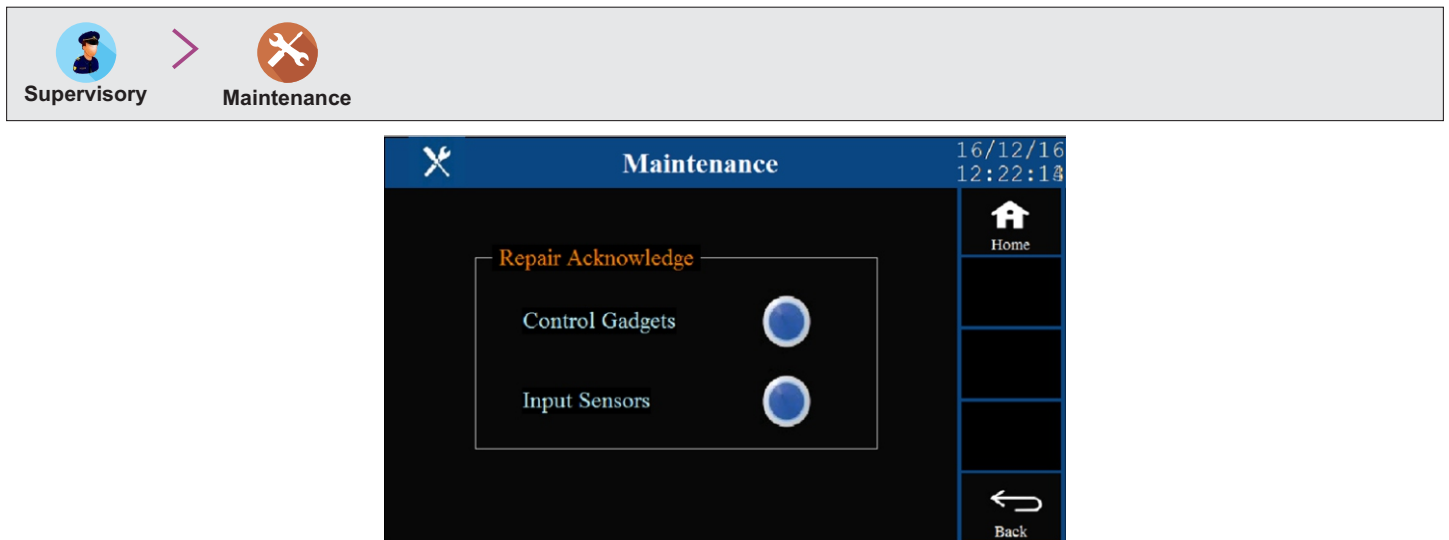 Supervisory
Maintenance
Maintenance
16/12/16
Home
Repair Acknowledge
Control Gadgets
Input Sensors
Back